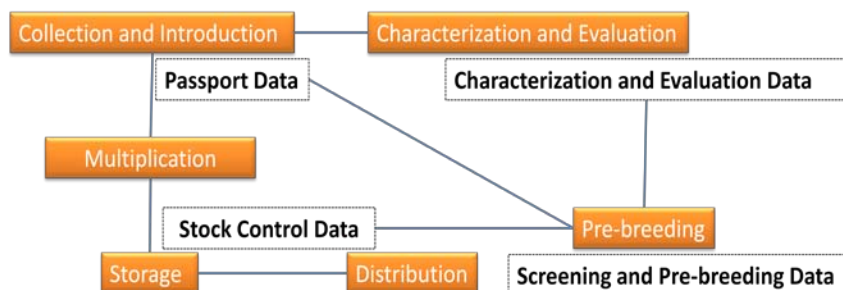 Collection and Introduction
Characterization and Evaluation
Passport Data
Characterization and Evaluation Data
Multiplication
Stock Control Data
Pre-breeding
Storage
Distribution
Screening and Pre-breeding Data